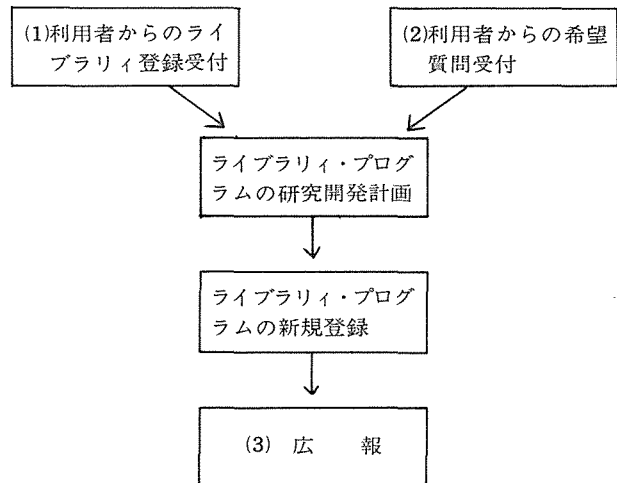 (1)利用者からのライ
ブラリィ登録受付
(2)利用者からの希望
質問受付
ライブラリィ・プログ
ラムの研究開発計画
ライブラリィ・プログ
ラムの新規登録
(3) 広 報